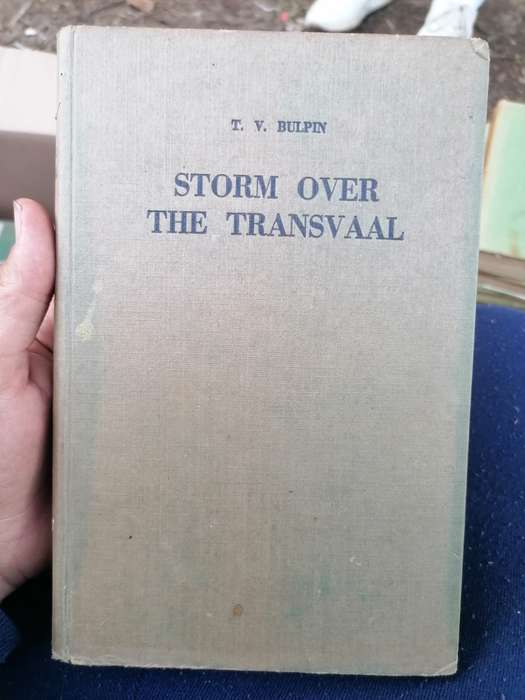 T. V. BULPIN
STORM OVER
THE TRANSVAAL